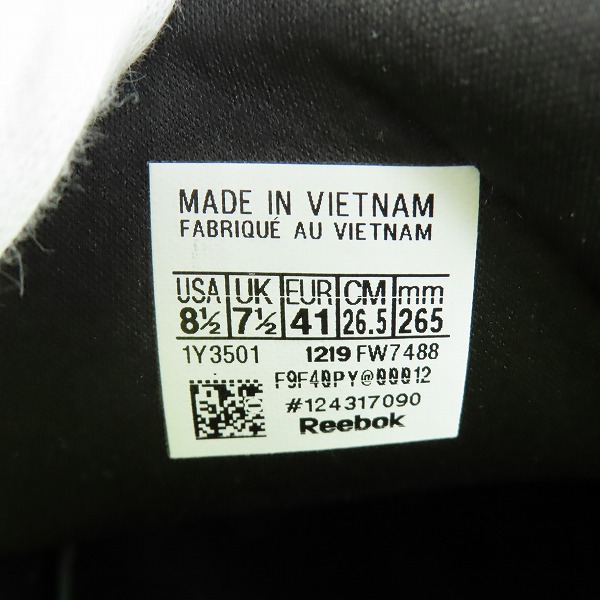 MADE IN VIETNAM
FABRIQUÉ AU VIETNAM
USA UK EUR CM mm
8½ 7½ 41 26.5 265
1Y3501 1219 FW7488
F9F40PY@00012
#124317090
Reebok